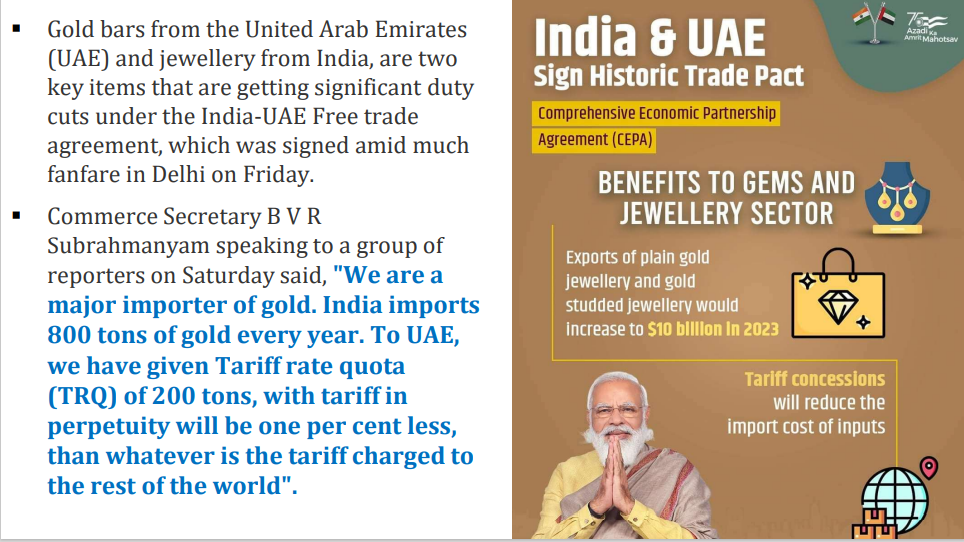 ▪ Gold bars from the United Arab Emirates
(UAE) and jewellery from India, are two
key items that are getting significant duty
cuts under the India-UAE Free trade
agreement, which was signed amid much
fanfare in Delhi on Friday.
▪ Commerce Secretary B V R
Subrahmanyam speaking to a group of
reporters on Saturday said, "We are a
major importer of gold. India imports
800 tons of gold every year. To UAE,
we have given Tariff rate quota
(TRQ) of 200 tons, with tariff in
perpetuity will be one per cent less,
than whatever is the tariff charged to
the rest of the world".
India & UAE
Sign Historic Trade Pact
Comprehensive Economic Partnership
Agreement (CEPA)
75
Azadi Ka
Amrit Mahotsav
BENEFITS TO GEMS AND
JEWELLERY SECTOR
Exports of plain gold
jewellery and gold
studded jewellery would
increase to $10 billion in 2023
Tariff concessions
will reduce the
import cost of inputs